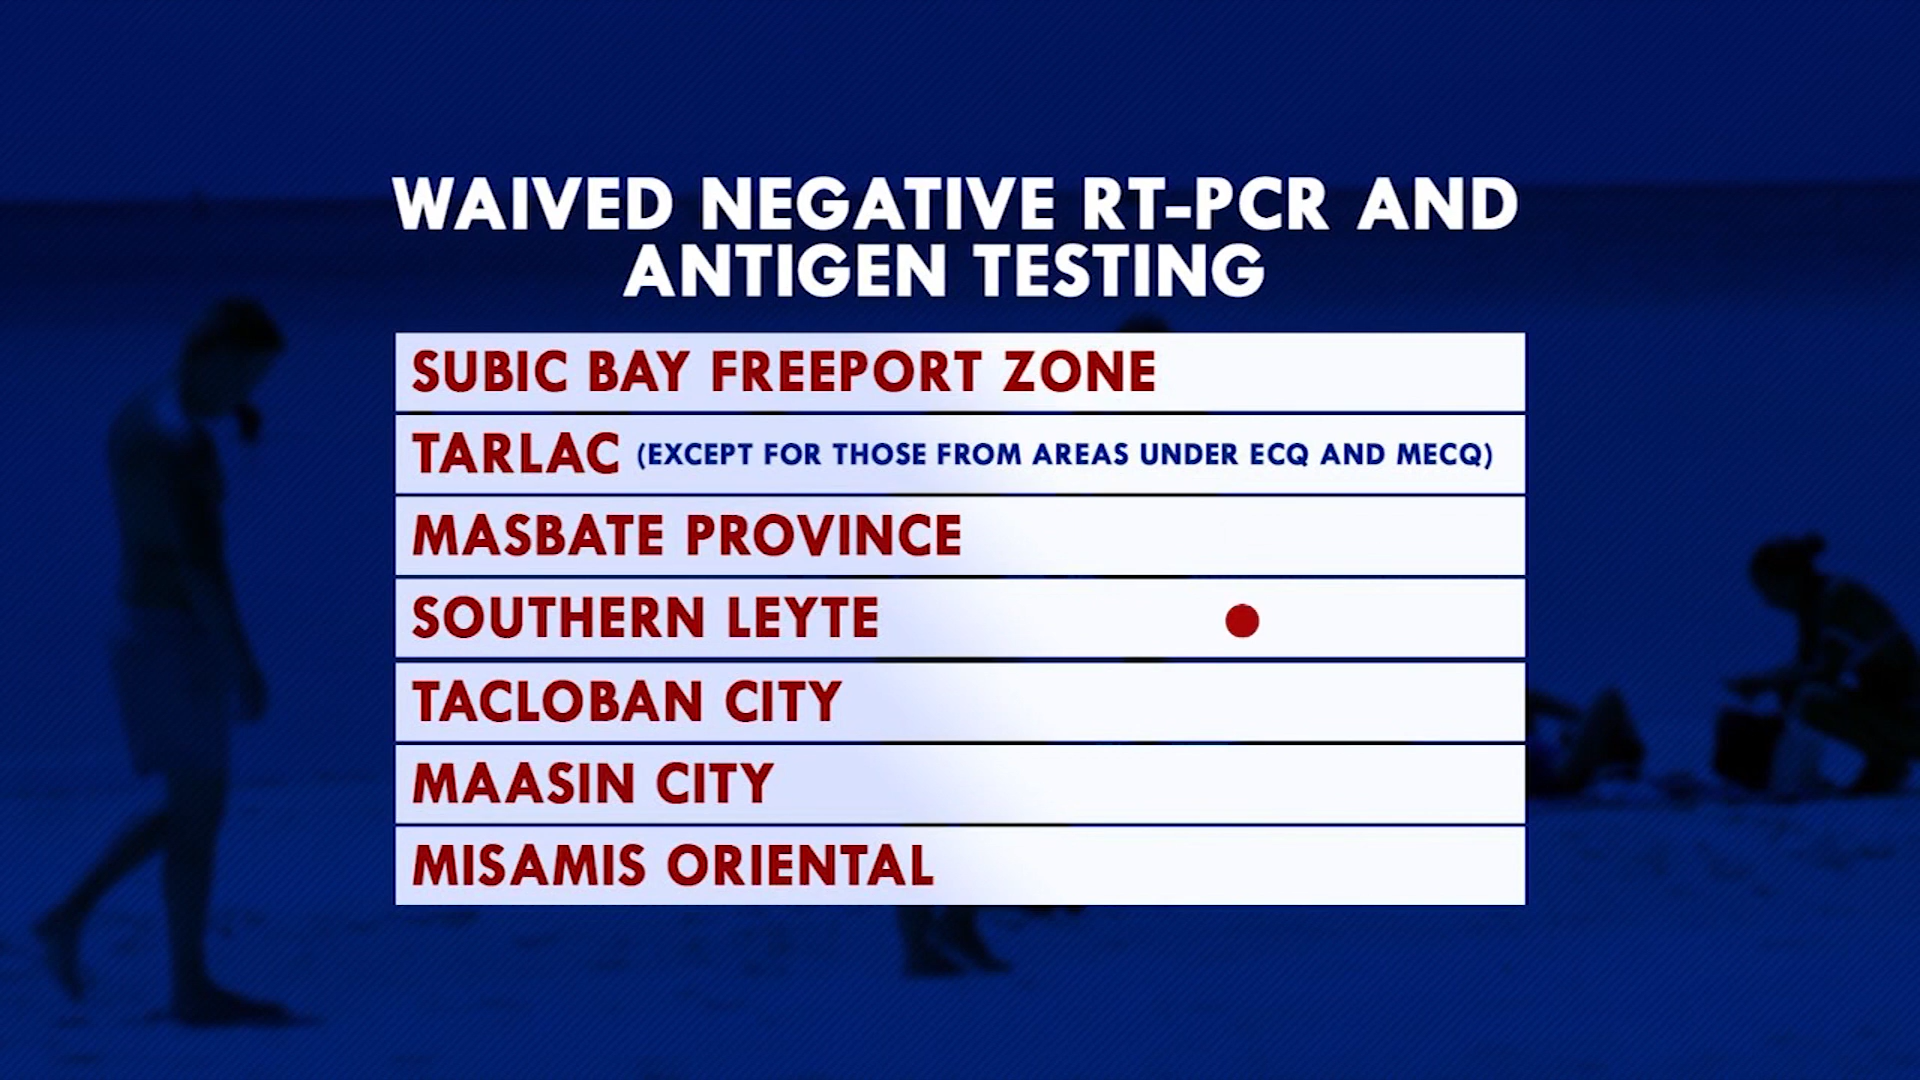 WAIVED NEGATIVE RT-PCR AND
ANTIGEN TESTING
SUBIC BAY FREEPORT ZONE
TARLAC (EXCEPT FOR THOSE FROM AREAS UNDER ECQ AND MECQ)
MASBATE PROVINCE
SOUTHERN LEYTE
TACLOBAN CITY
MAASIN CITY
MISAMIS ORIENTAL